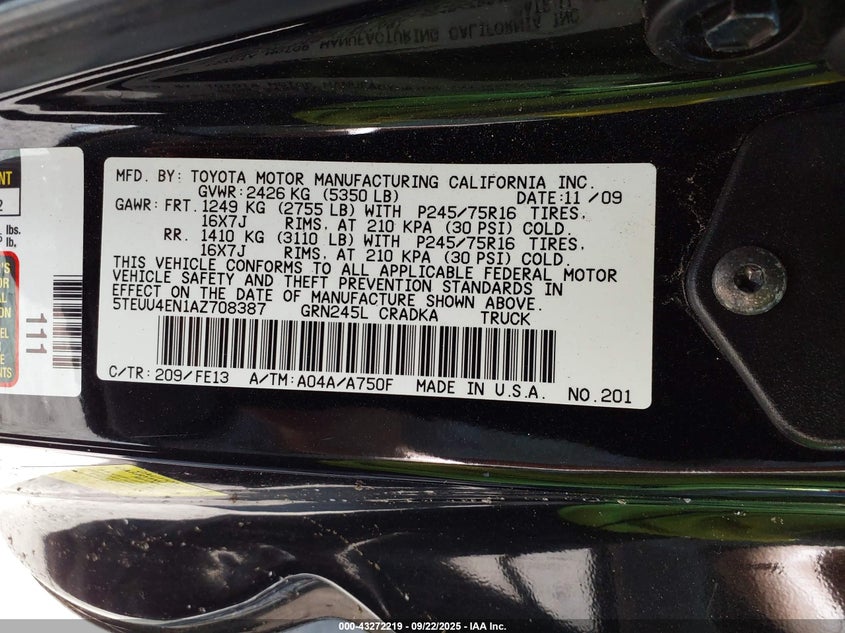 MANUFACTURING CALIFORNIA INC
MFD. BY: TOYOTA MOTOR MANUFACTURING CALIFORNIA INC.
GVWR: 2426 KG (5350 LB) DATE: 11 / 09
GAWR: FRT. 1249 KG (2755 LB) WITH P245/75R16 TIRES,
16X7J RIMS, AT 210 KPA (30 PSI) COLD.
RR. 1410 KG (3110 LB) WITH P245/75R16 TIRES,
16X7J RIMS, AT 210 KPA (30 PSI) COLD.
THIS VEHICLE CONFORMS TO ALL APPLICABLE FEDERAL MOTOR
VEHICLE SAFETY AND THEFT PREVENTION STANDARDS IN
EFFECT ON THE DATE OF MANUFACTURE SHOWN ABOVE.
5TEUU4EN1AZ708387 GRN245L CRADKA TRUCK
C/TR: 209/FE13 A/TM: A04A/A750F MADE IN U.S.A. NO.201
lbs.
lb.
111
000-43272219 - 09/22/2025 - IAA Inc.